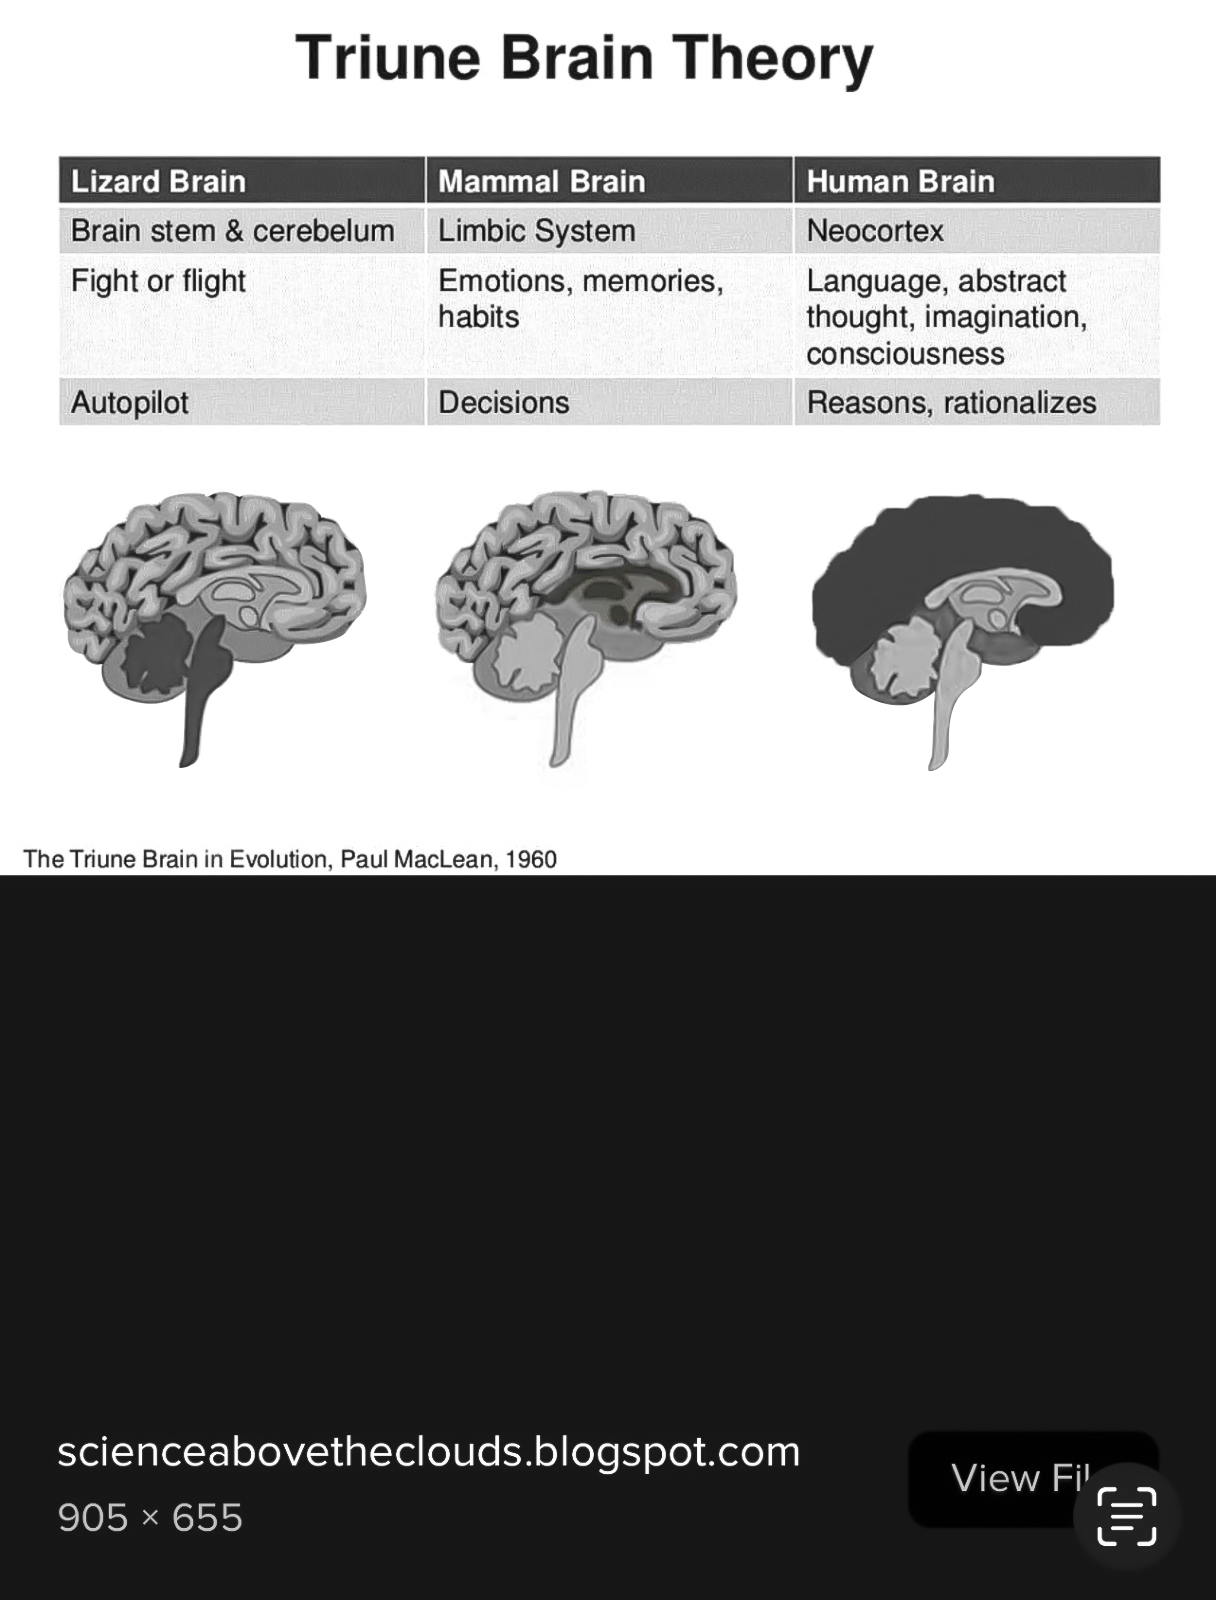 Triune Brain Theory
Lizard Brain
Mammal Brain
Human Brain
Brain stem & cerebelum
Limbic System
Neocortex
Fight or flight
Emotions, memories,
habits
Language, abstract
thought, imagination,
consciousness
Autopilot
Decisions
Reasons, rationalizes
The Triune Brain in Evolution, Paul MacLean, 1960
scienceabovetheclouds.blogspot.com
905 × 655
View